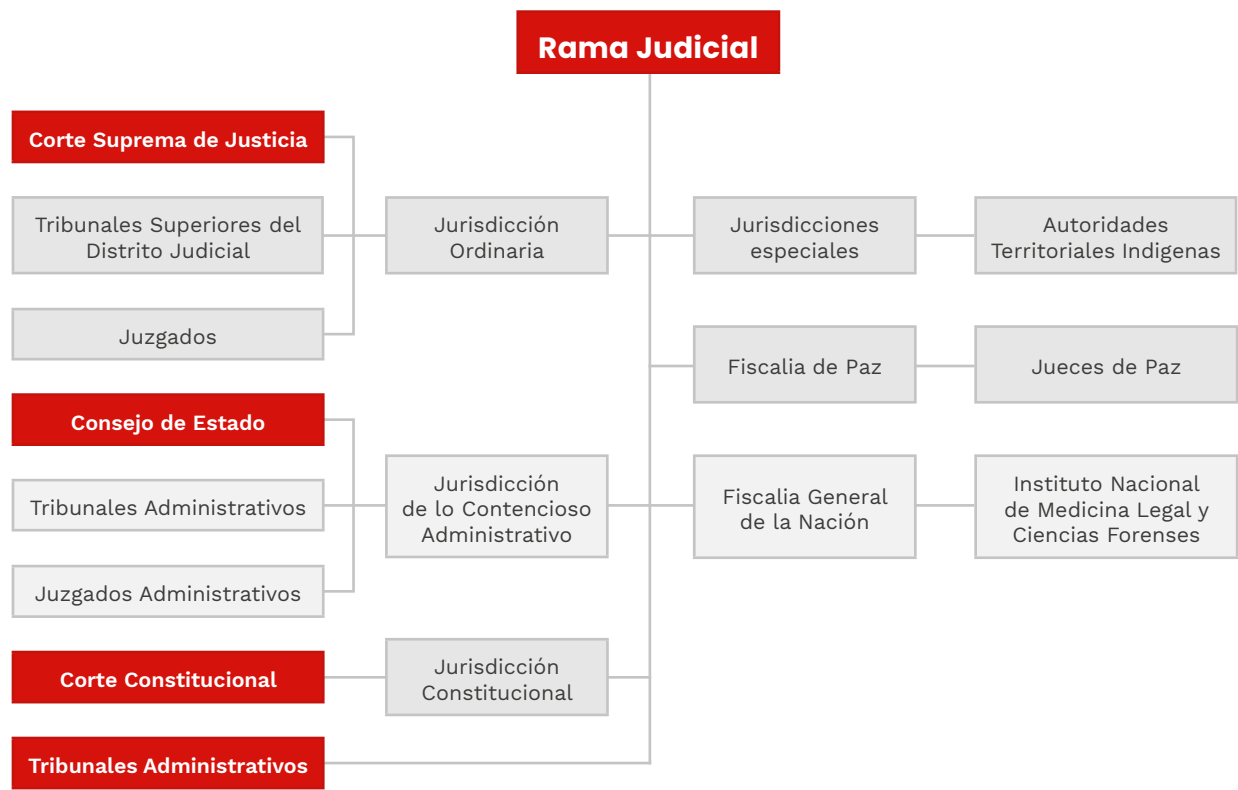 Rama Judicial
Corte Suprema de Justicia
Tribunales Superiores del
Distrito Judicial
Juzgados
Jurisdicción
Ordinaria
Jurisdicciones
especiales
Autoridades
Territoriales Indigenas
Fiscalia de Paz
Jueces de Paz
Consejo de Estado
Tribunales Administrativos
Juzgados Administrativos
Jurisdicción
de lo Contencioso
Administrativo
Fiscalia General
de la Nación
Instituto Nacional
de Medicina Legal y
Ciencias Forenses
Corte Constitucional
Jurisdicción
Constitucional
Tribunales Administrativos